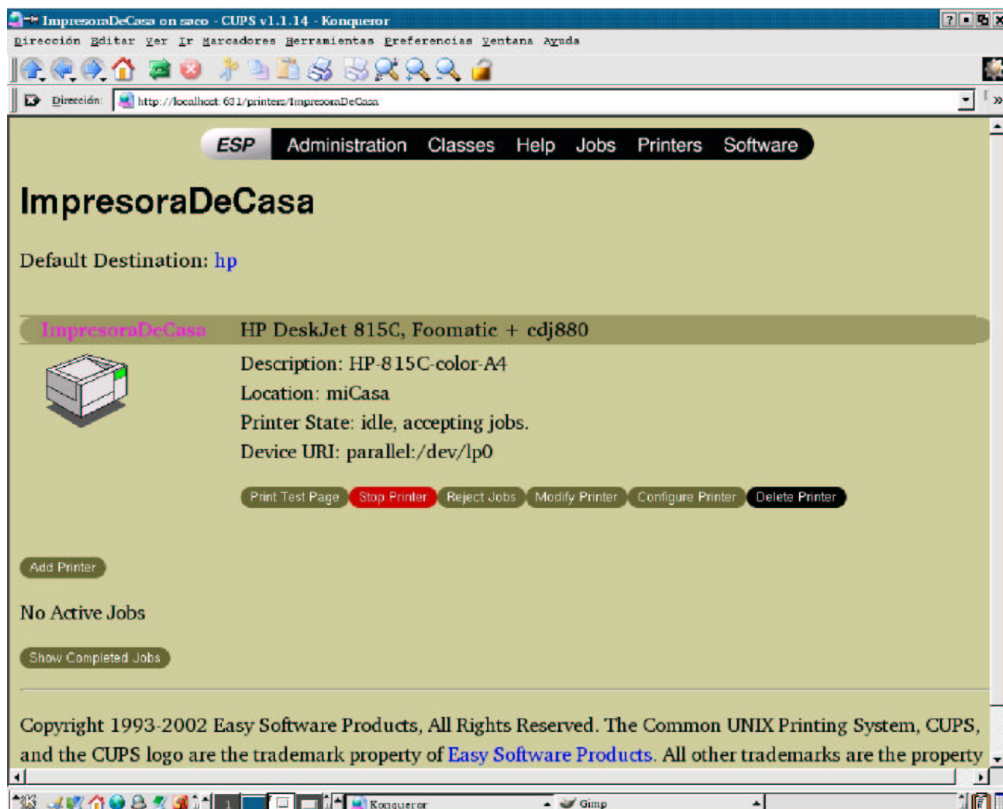 ImpresoraDeCasa on saco - CUPS v1.1.14 - Konqueror
Dirección Editar Ver Ir Marcadores Herramientas Preferencias Ventana Ayuda
Dirección: http://localhost:631/printers/ImpresoraDeCasa
ESP Administration Classes Help Jobs Printers Software
ImpresoraDeCasa
Default Destination: hp
ImpresoraDeCasa HP DeskJet 815C, Foomatic + cdj880
Description: HP-815C-color-A4
Location: miCasa
Printer State: idle, accepting jobs.
Device URI: parallel:/dev/lp0
Print Test Page Stop Printer Reject Jobs Modify Printer Configure Printer Delete Printer
Add Printer
No Active Jobs
Show Completed Jobs
Copyright 1993-2002 Easy Software Products, All Rights Reserved. The Common UNIX Printing System, CUPS,
and the CUPS logo are the trademark property of Easy Software Products. All other trademarks are the property
1 Konqueror Gimp